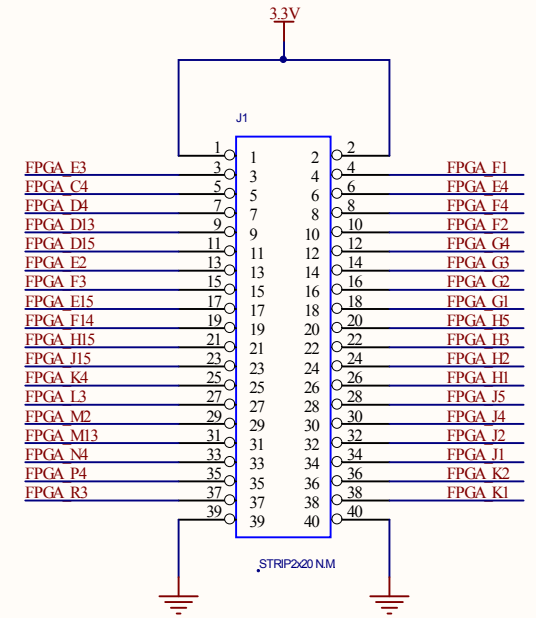 3.3V
J1
1 1 2 2
FPGA_E3 3 3 4 4 FPGA_F1
FPGA_C4 5 5 6 6 FPGA_E4
FPGA_D4 7 7 8 8 FPGA_F4
FPGA_D13 9 9 10 10 FPGA_F2
FPGA_D15 11 11 12 12 FPGA_G4
FPGA_E2 13 13 14 14 FPGA_G3
FPGA_F3 15 15 16 16 FPGA_G2
FPGA_E15 17 17 18 18 FPGA_G1
FPGA_F14 19 19 20 20 FPGA_H5
FPGA_H15 21 21 22 22 FPGA_H3
FPGA_J15 23 23 24 24 FPGA_H2
FPGA_K4 25 25 26 26 FPGA_H1
FPGA_L3 27 27 28 28 FPGA_J5
FPGA_M2 29 29 30 30 FPGA_J4
FPGA_M13 31 31 32 32 FPGA_J2
FPGA_N4 33 33 34 34 FPGA_J1
FPGA_P4 35 35 36 36 FPGA_K2
FPGA_R3 37 37 38 38 FPGA_K1
39 39 40 40
STRIP2x20 N.M